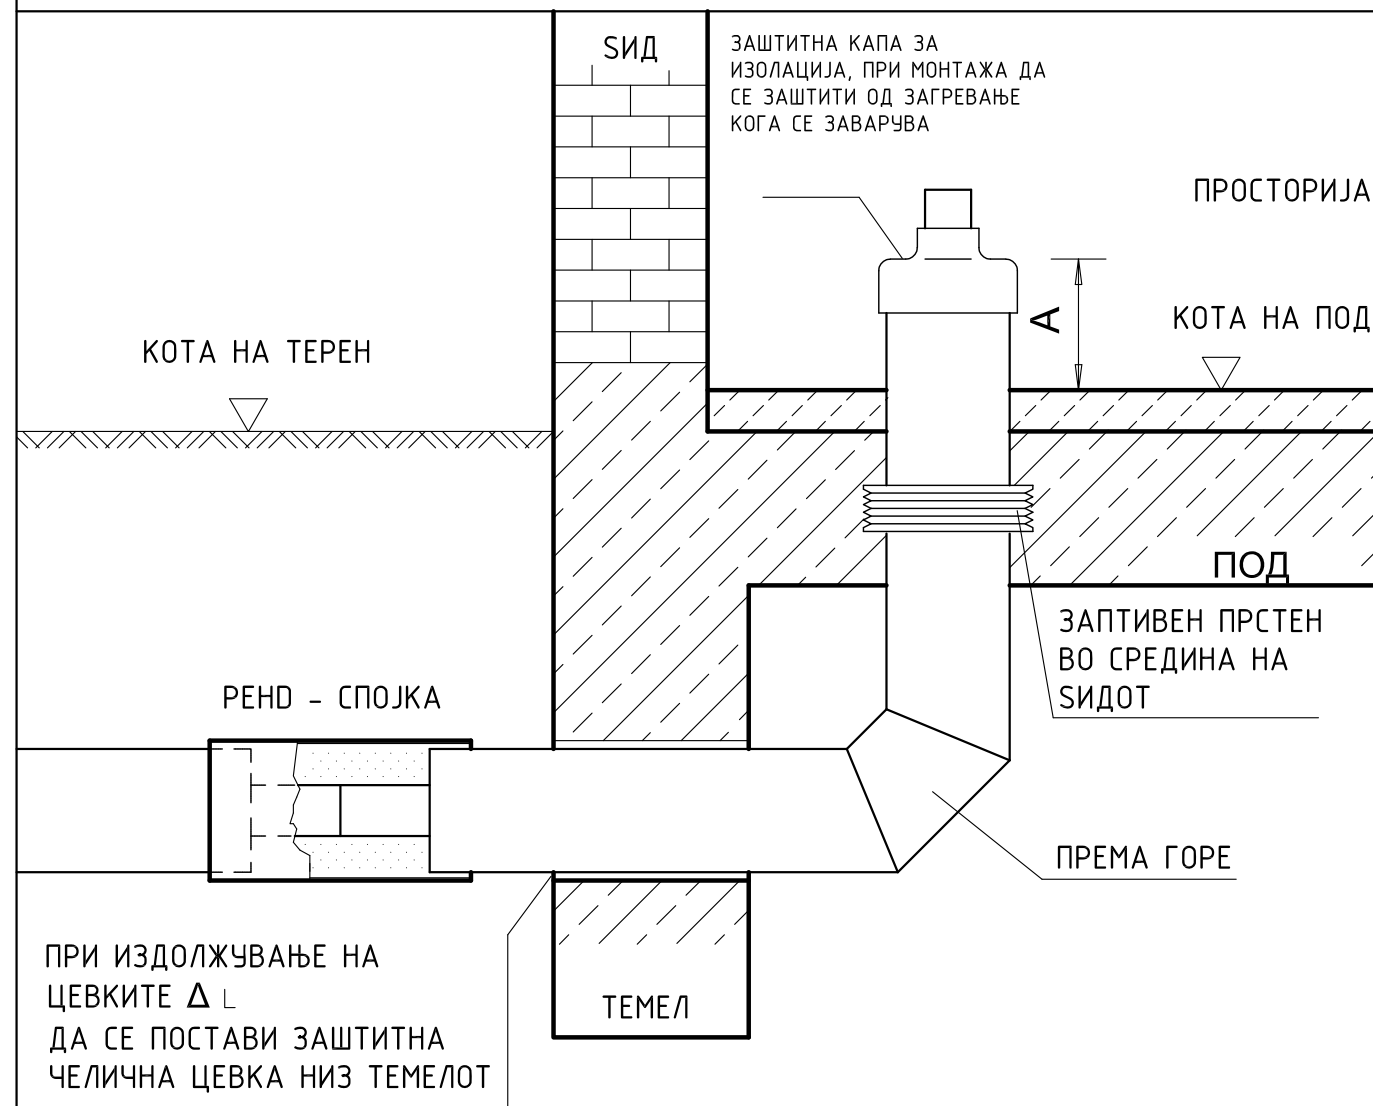 ЅИД
ЗАШТИТНА КАПА ЗА
ИЗОЛАЦИЈА, ПРИ МОНТАЖА ДА
СЕ ЗАШТИТИ ОД ЗАГРЕВАЊЕ
КОГА СЕ ЗАВАРУВА
ПРОСТОРИЈА
А
КОТА НА ПОД
КОТА НА ТЕРЕН
ПОД
ЗАПТИВЕН ПРСТЕН
ВО СРЕДИНА НА
ЅИДОТ
PEHD - СПОЈКА
ПРЕМА ГОРЕ
ПРИ ИЗДОЛЖУВАЊЕ НА
ЦЕВКИТЕ Δ L
ДА СЕ ПОСТАВИ ЗАШТИТНА
ЧЕЛИЧНА ЦЕВКА НИЗ ТЕМЕЛОТ
ТЕМЕЛ